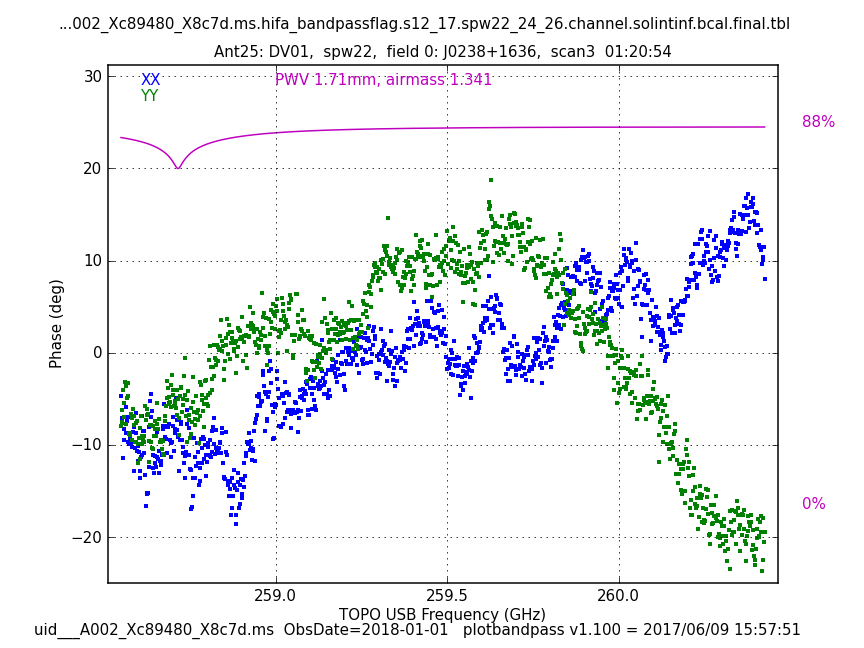 ...002_Xc89480_X8c7d.ms.hifa_bandpassflag.s12_17.spw22_24_26.channel.solintinf.bcal.final.tbl
Ant25: DV01,  spw22,  field 0: J0238+1636,  scan3  01:20:54
XX
YY
PWV 1.71mm, airmass 1.341
88%
0%
30
20
10
0
−10
−20
Phase (deg)
259.0
259.5
260.0
TOPO USB Frequency (GHz)
uid___A002_Xc89480_X8c7d.ms  ObsDate=2018-01-01   plotbandpass v1.100 = 2017/06/09 15:57:51